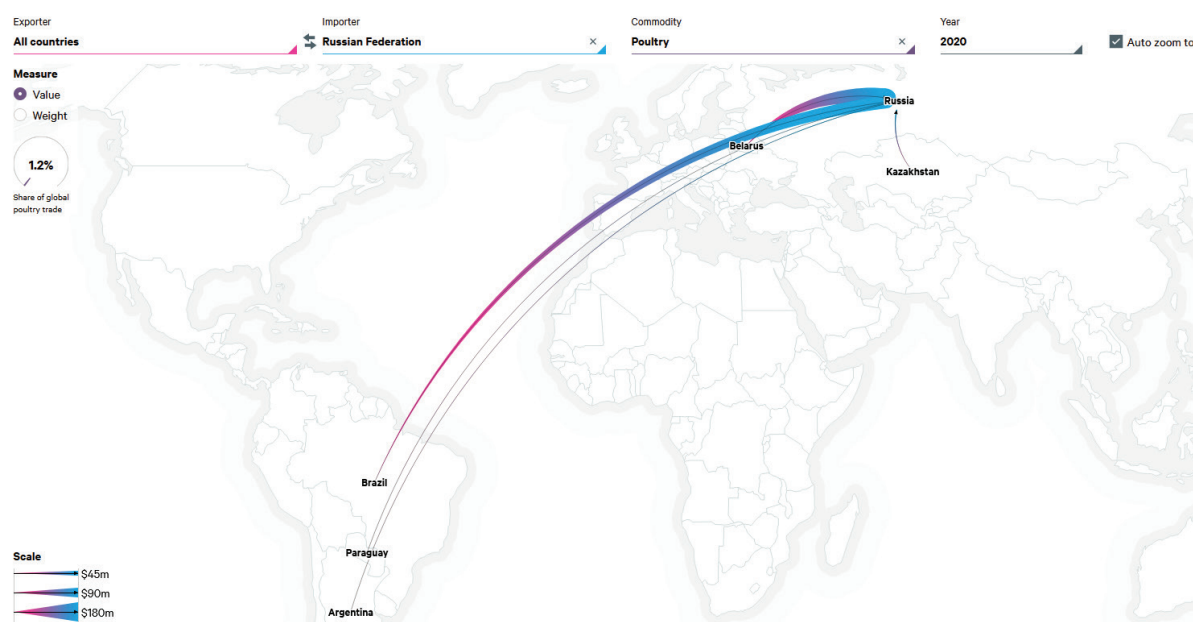 Exporter
All countries
Importer
Russian Federation
×
Commodity
Poultry
×
Year
2020
Auto zoom to
Measure
Value
Weight
1.2%
Share of global
poultry trade
Russia
Belarus
Kazakhstan
Brazil
Paraguay
Argentina
Scale
$45m
$90m
$180m